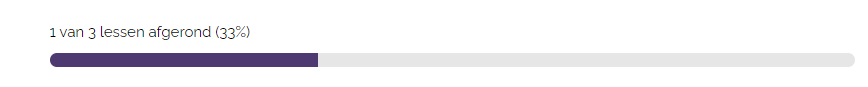 1 van 3 lessen afgerond (33%)